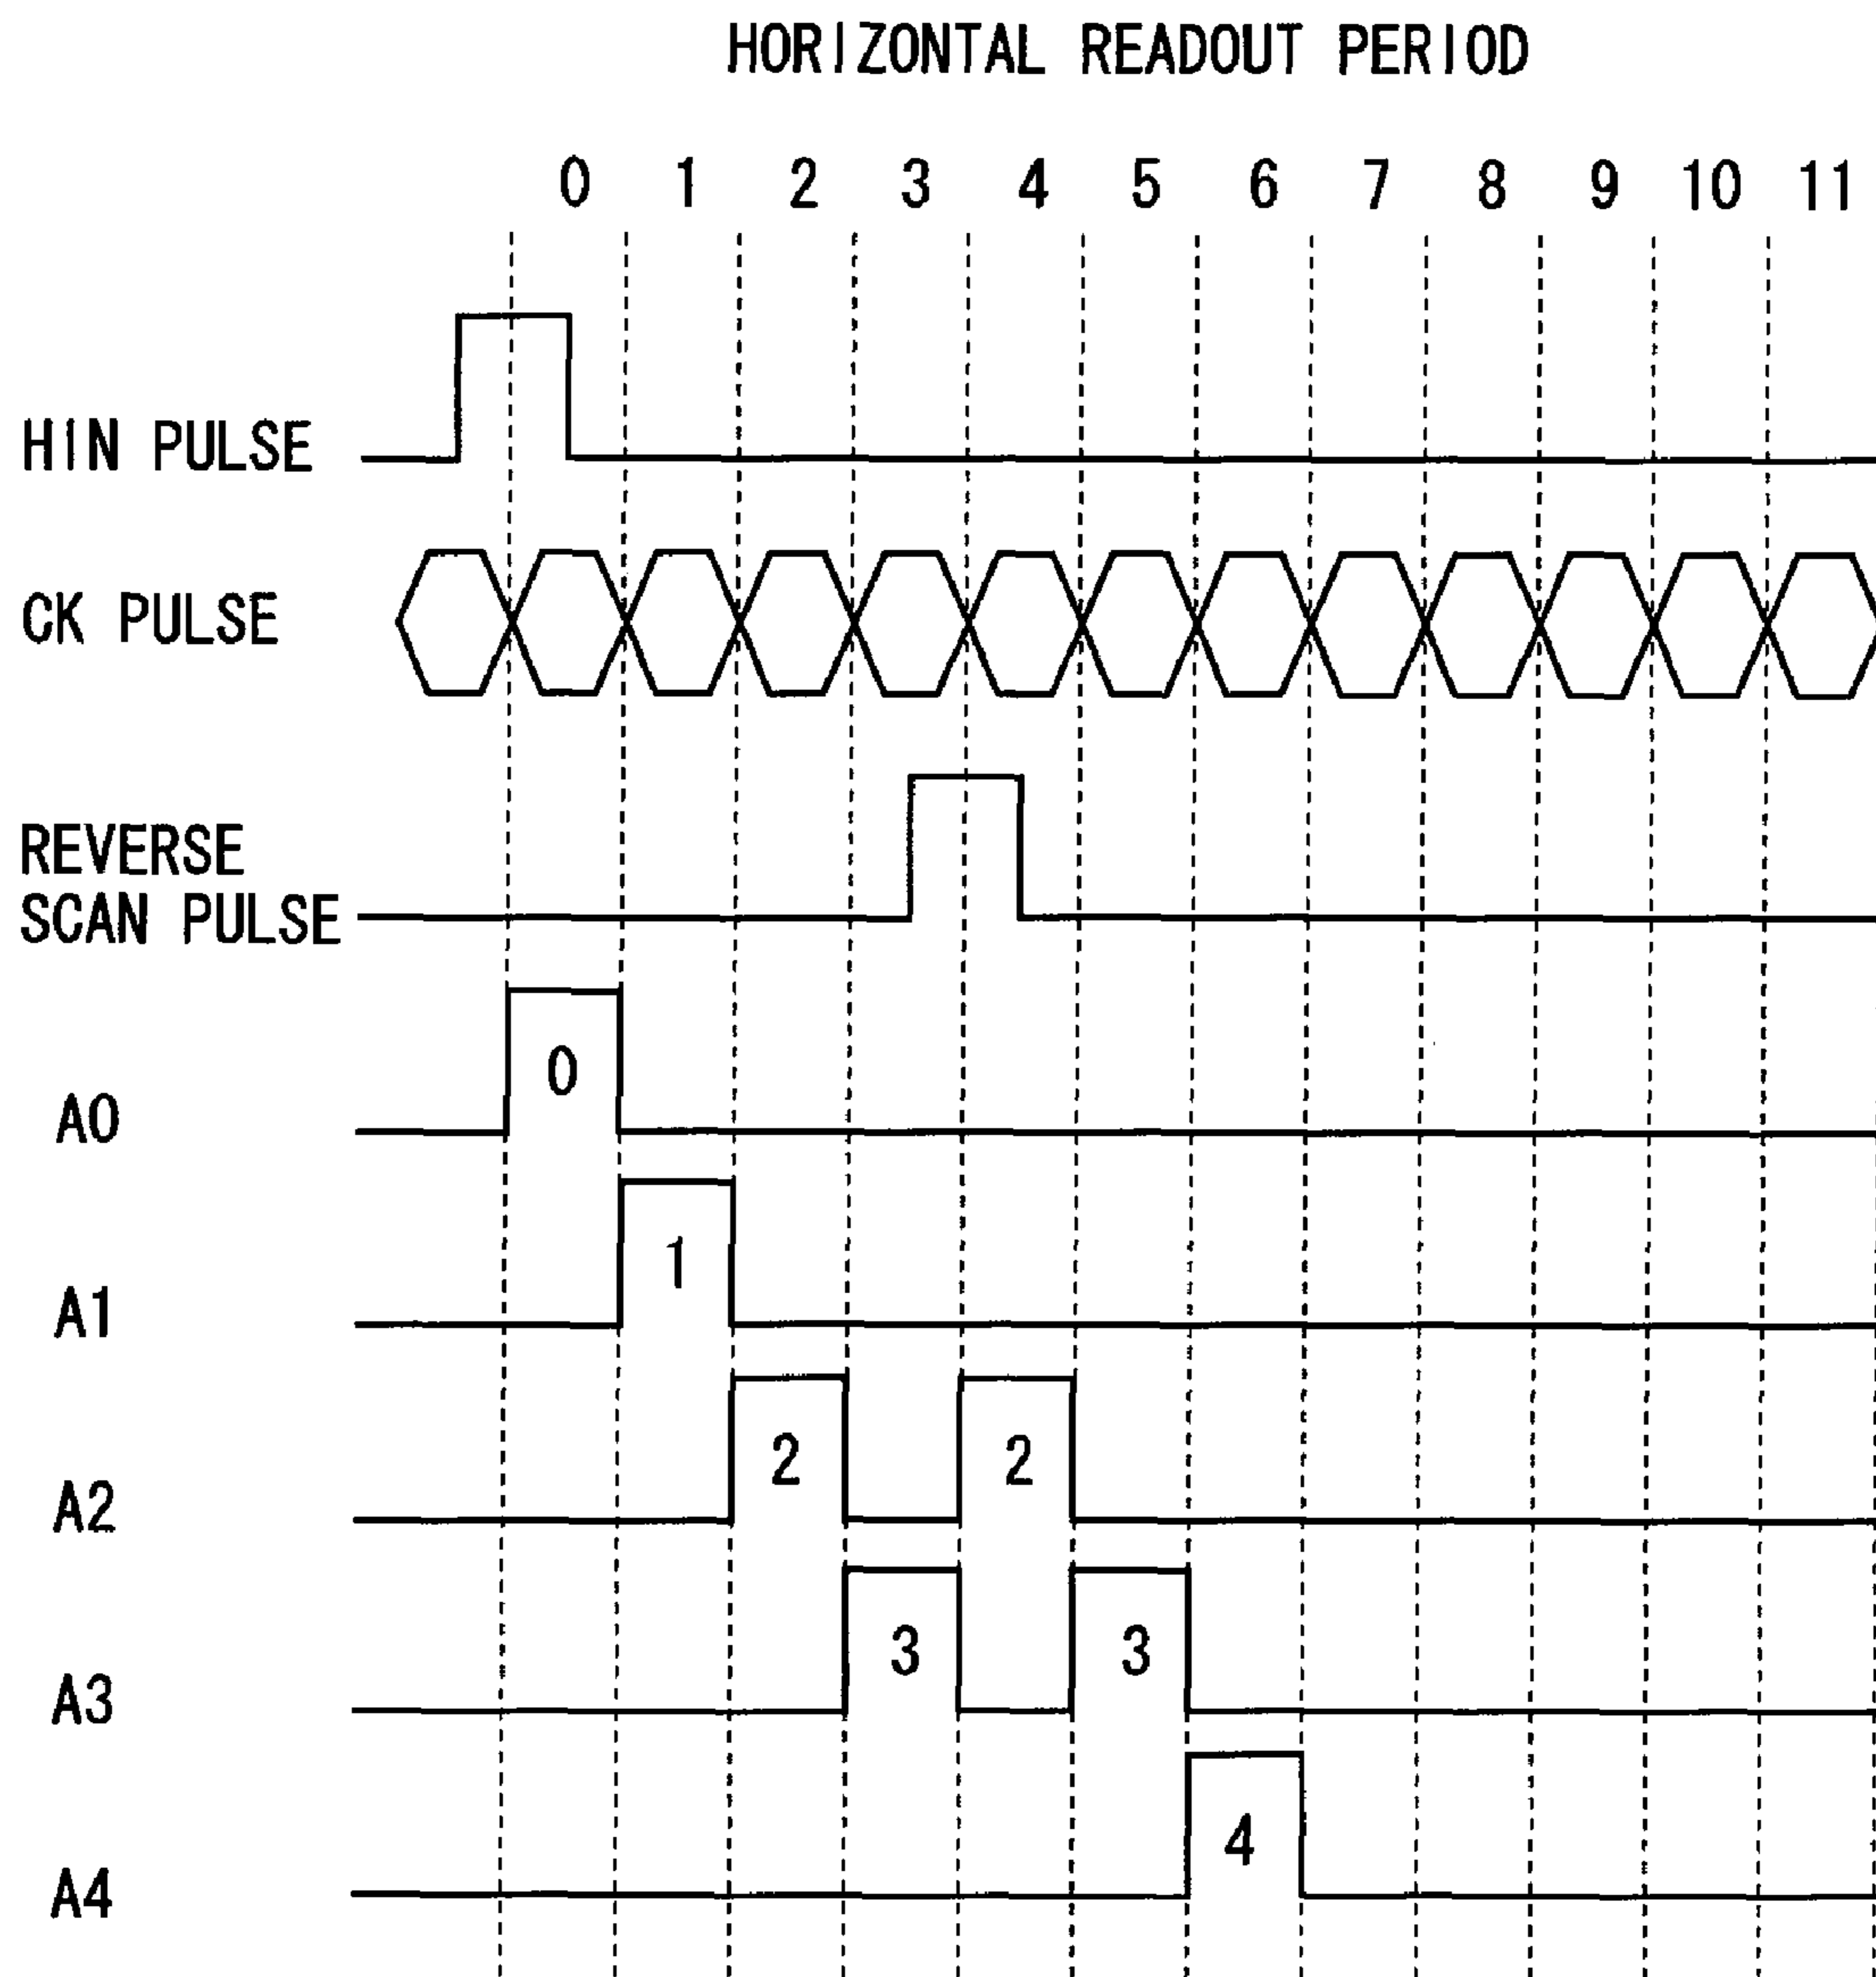 HORIZONTAL READOUT PERIOD
0 1 2 3 4 5 6 7 8 9 10 11
HIN PULSE
CK PULSE
REVERSE
SCAN PULSE
0
A0
1
A1
2 2
A2
3 3
A3
4
A4